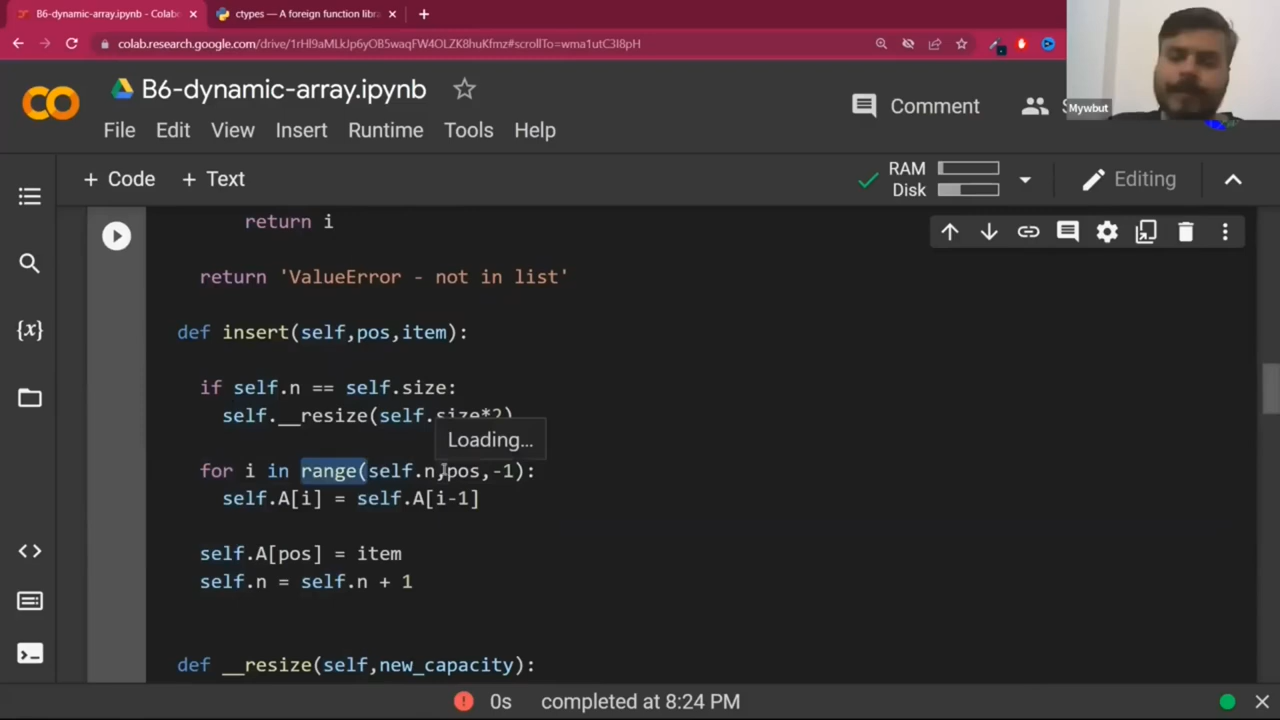 B6-dynamic-array.ipynb - Colabo
ctypes — A foreign function libra
colab.research.google.com/drive/1rHl9aMLkJp6yOB5waqFW4OLZK8huKfmz#scrollTo=wma1utC3I8pH
Mywbut
B6-dynamic-array.ipynb
Comment
File Edit View Insert Runtime Tools Help
+ Code + Text
RAM
Disk
Editing
return i
return 'ValueError - not in list'
def insert(self,pos,item):
if self.n == self.size:
self.__resize(self.size*2)
Loading...
for i in range(self.n,pos,-1):
self.A[i] = self.A[i-1]
self.A[pos] = item
self.n = self.n + 1
def __resize(self,new_capacity):
0s completed at 8:24 PM